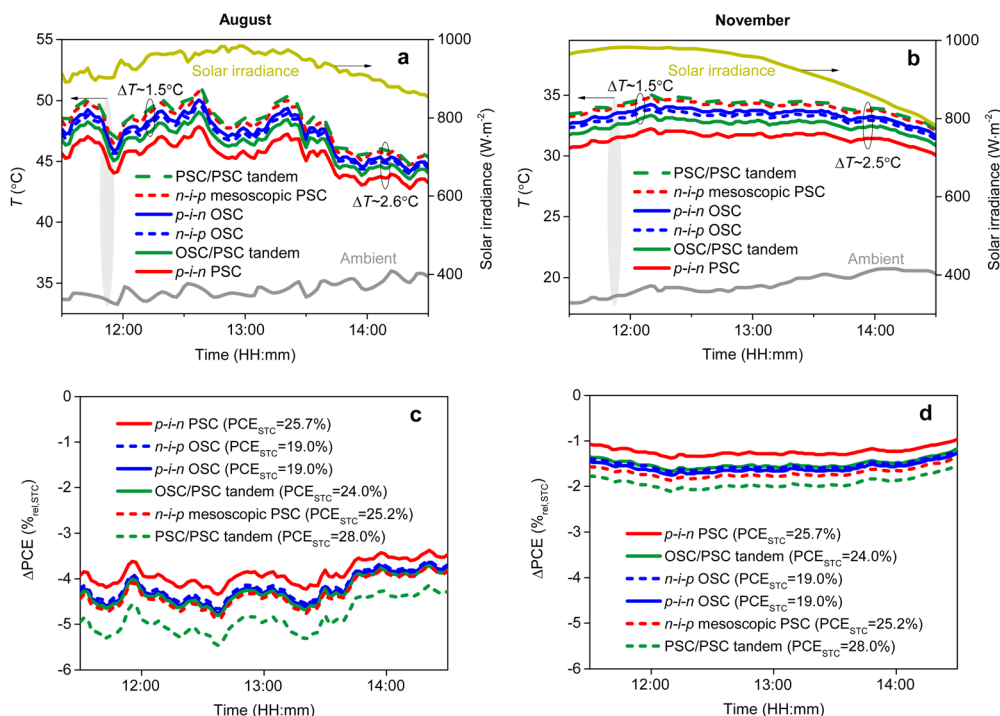 August
November
a
55
50
45
40
35
T (°C)
1000
800
600
400
Solar irradiance (W·m⁻²)
Solar irradiance
ΔT~1.5°C
PSC/PSC tandem
n-i-p mesoscopic PSC
p-i-n OSC
n-i-p OSC
OSC/PSC tandem
p-i-n PSC
ΔT~2.6°C
Ambient
12:00 13:00 14:00
Time (HH:mm)
b
35
30
25
20
T (°C)
1000
800
600
400
Solar irradiance (W·m⁻²)
Solar irradiance
ΔT~1.5°C
ΔT~2.5°C
PSC/PSC tandem
n-i-p mesoscopic PSC
p-i-n OSC
n-i-p OSC
OSC/PSC tandem
p-i-n PSC
Ambient
12:00 13:00 14:00
Time (HH:mm)
c
0
-1
-2
-3
-4
-5
-6
ΔPCE (%rel,STC)
p-i-n PSC (PCESTC=25.7%)
n-i-p OSC (PCESTC=19.0%)
p-i-n OSC (PCESTC=19.0%)
OSC/PSC tandem (PCESTC=24.0%)
n-i-p mesoscopic PSC (PCESTC=25.2%)
PSC/PSC tandem (PCESTC=28.0%)
12:00 13:00 14:00
Time (HH:mm)
d
0
-1
-2
-3
-4
-5
-6
ΔPCE (%rel,STC)
p-i-n PSC (PCESTC=25.7%)
OSC/PSC tandem (PCESTC=24.0%)
n-i-p OSC (PCESTC=19.0%)
p-i-n OSC (PCESTC=19.0%)
n-i-p mesoscopic PSC (PCESTC=25.2%)
PSC/PSC tandem (PCESTC=28.0%)
12:00 13:00 14:00
Time (HH:mm)